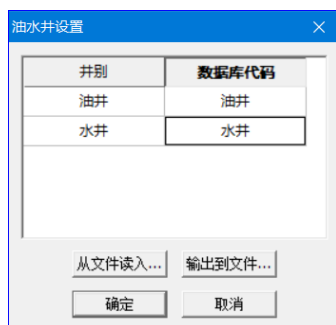 油水井设置
井别 数据库代码
油井 油井
水井 水井
从文件读入... 输出到文件...
确定 取消